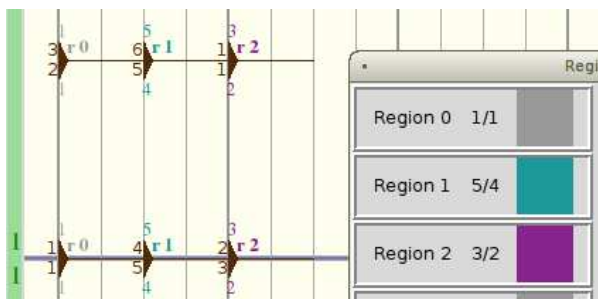 1 5 3
3 r 0 6 r 1 1 r 2
2 5 1
1 4 2
Regi
Region 0 1/1
Region 1 5/4
Region 2 3/2
1 5 3
1 1 r 0 4 r 1 2 r 2
1 1 5 3
1 4 2